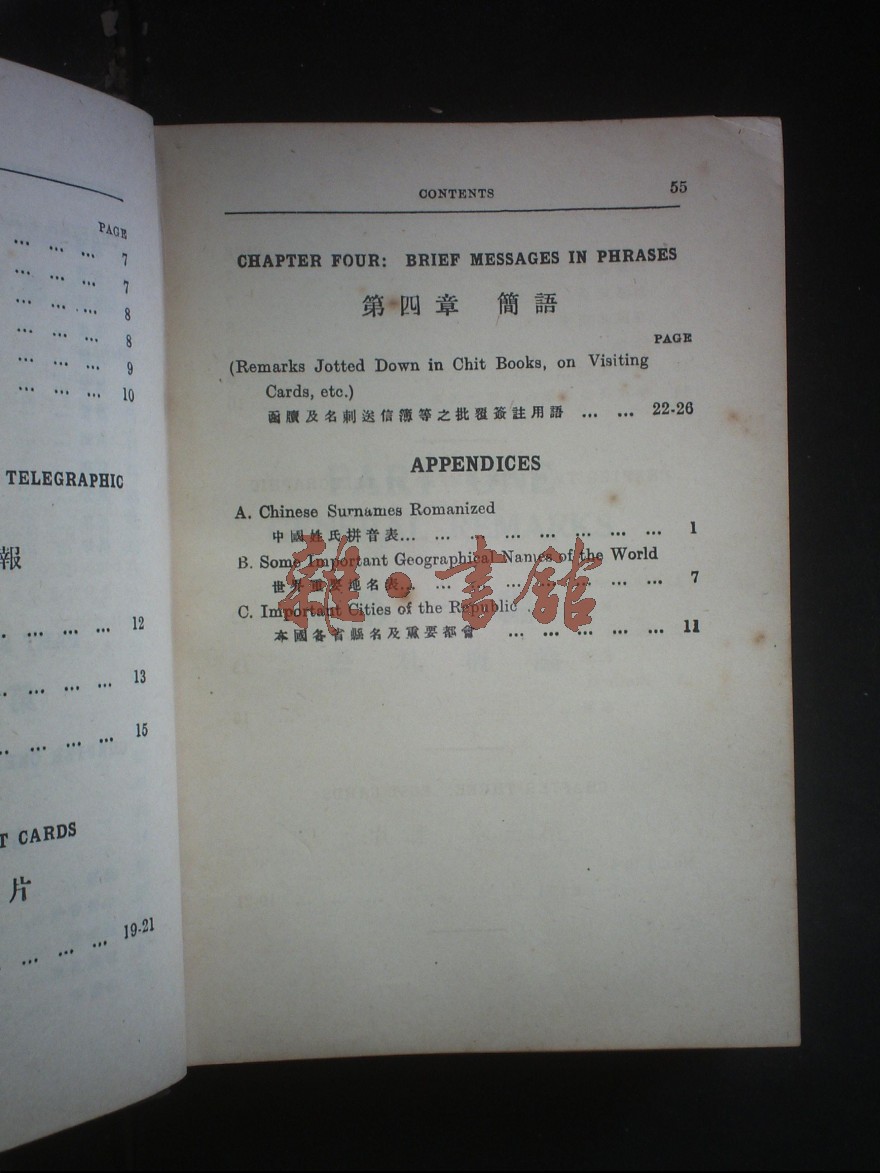 PAGE
... ... ... 7
... ... ... 7
... ... ... 8
... ... ... 8
... ... ... 9
... ... ... 10
TELEGRAPHIC
報
... ... ... 12
... ... ... 13
... ... ... 15
T CARDS
片
... ... ... 19-21
CONTENTS 55
CHAPTER FOUR: BRIEF MESSAGES IN PHRASES
第四章 簡語
PAGE
(Remarks Jotted Down in Chit Books, on Visiting
Cards, etc.)
函牘及名刺送信簿等之批覆簽註用語 ... ... 22-26
APPENDICES
A. Chinese Surnames Romanized
中國姓氏拼音表... ... ... ... ... ... ... ... 1
B. Some Important Geographical Names of the World
世界重要地名表... ... ... ... ... ... ... ... 7
C. Important Cities of the Republic
本國各省縣名及重要都會 ... ... ... ... ... 11
雜·書館